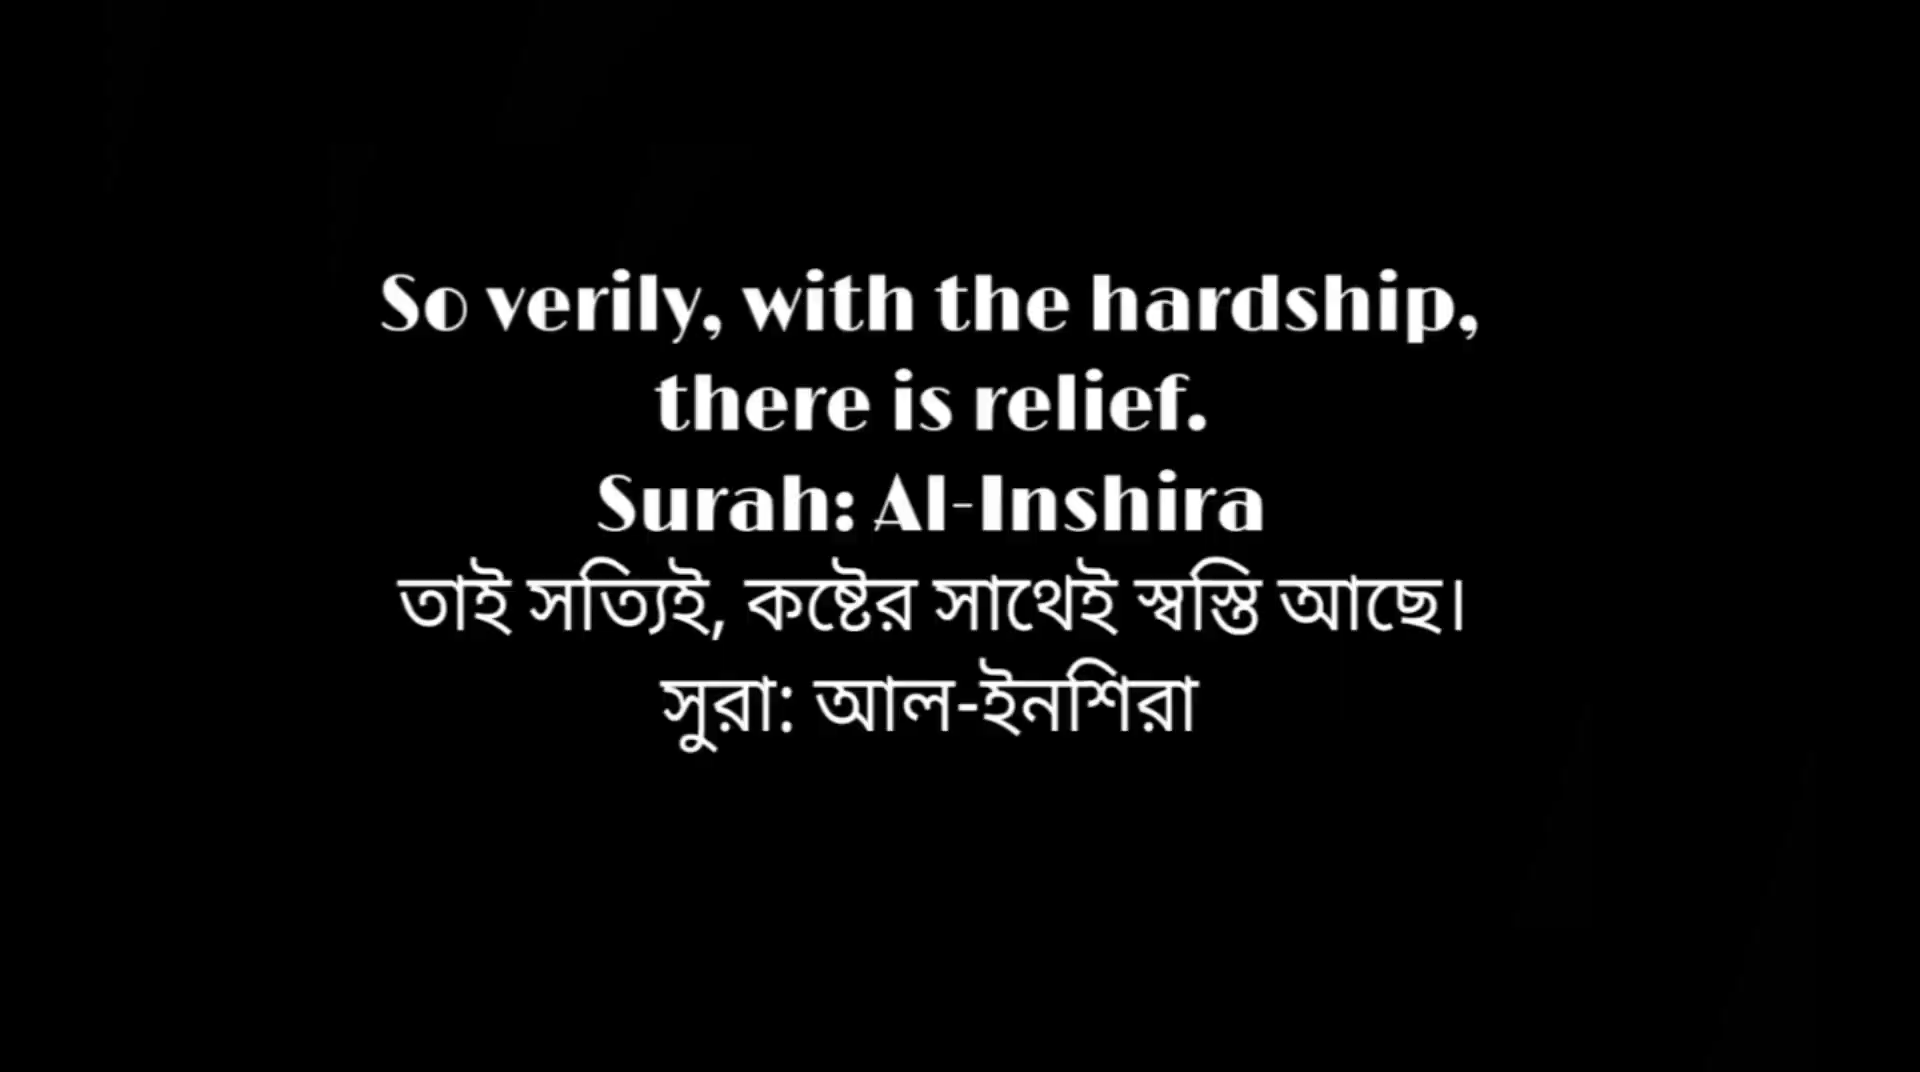 So verily, with the hardship,
there is relief.
Surah: Al-Inshira
তাই সত্যিই, কষ্টের সাথেই স্বস্তি আছে।
সুরা: আল-ইনশিরা